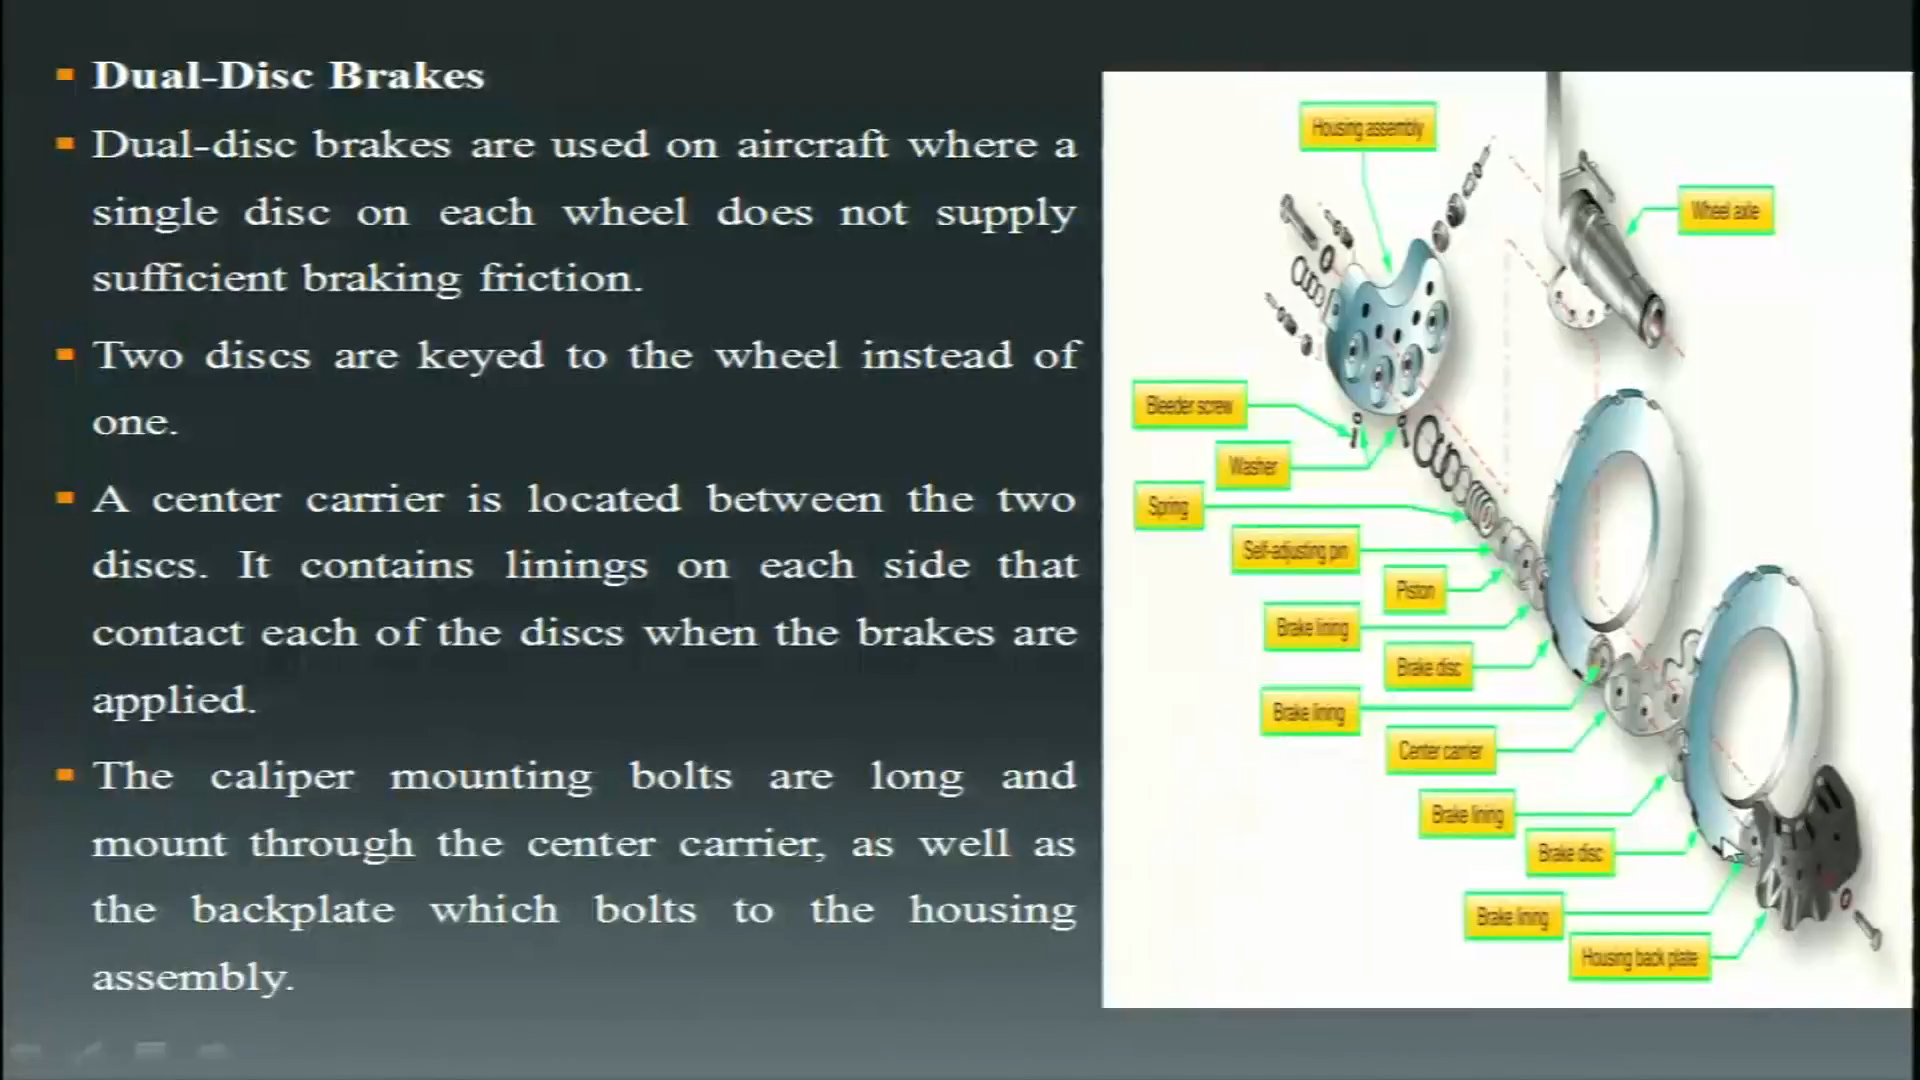 Dual-Disc Brakes
Dual-disc brakes are used on aircraft where a
single disc on each wheel does not supply
sufficient braking friction.
Two discs are keyed to the wheel instead of
one.
A center carrier is located between the two
discs. It contains linings on each side that
contact each of the discs when the brakes are
applied.
The caliper mounting bolts are long and
mount through the center carrier, as well as
the backplate which bolts to the housing
assembly.
Housing assembly
Wheel axle
Bleeder screw
Washer
Spring
Self-adjusting pin
Piston
Brake lining
Brake disc
Brake lining
Center carrier
Brake lining
Brake disc
Brake lining
Housing back plate